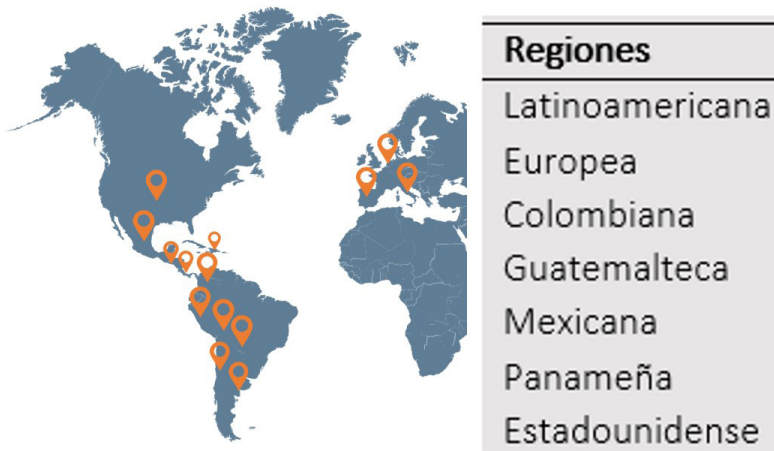 Regiones
Latinoamericana
Europea
Colombiana
Guatemalteca
Mexicana
Panameña
Estadounidense